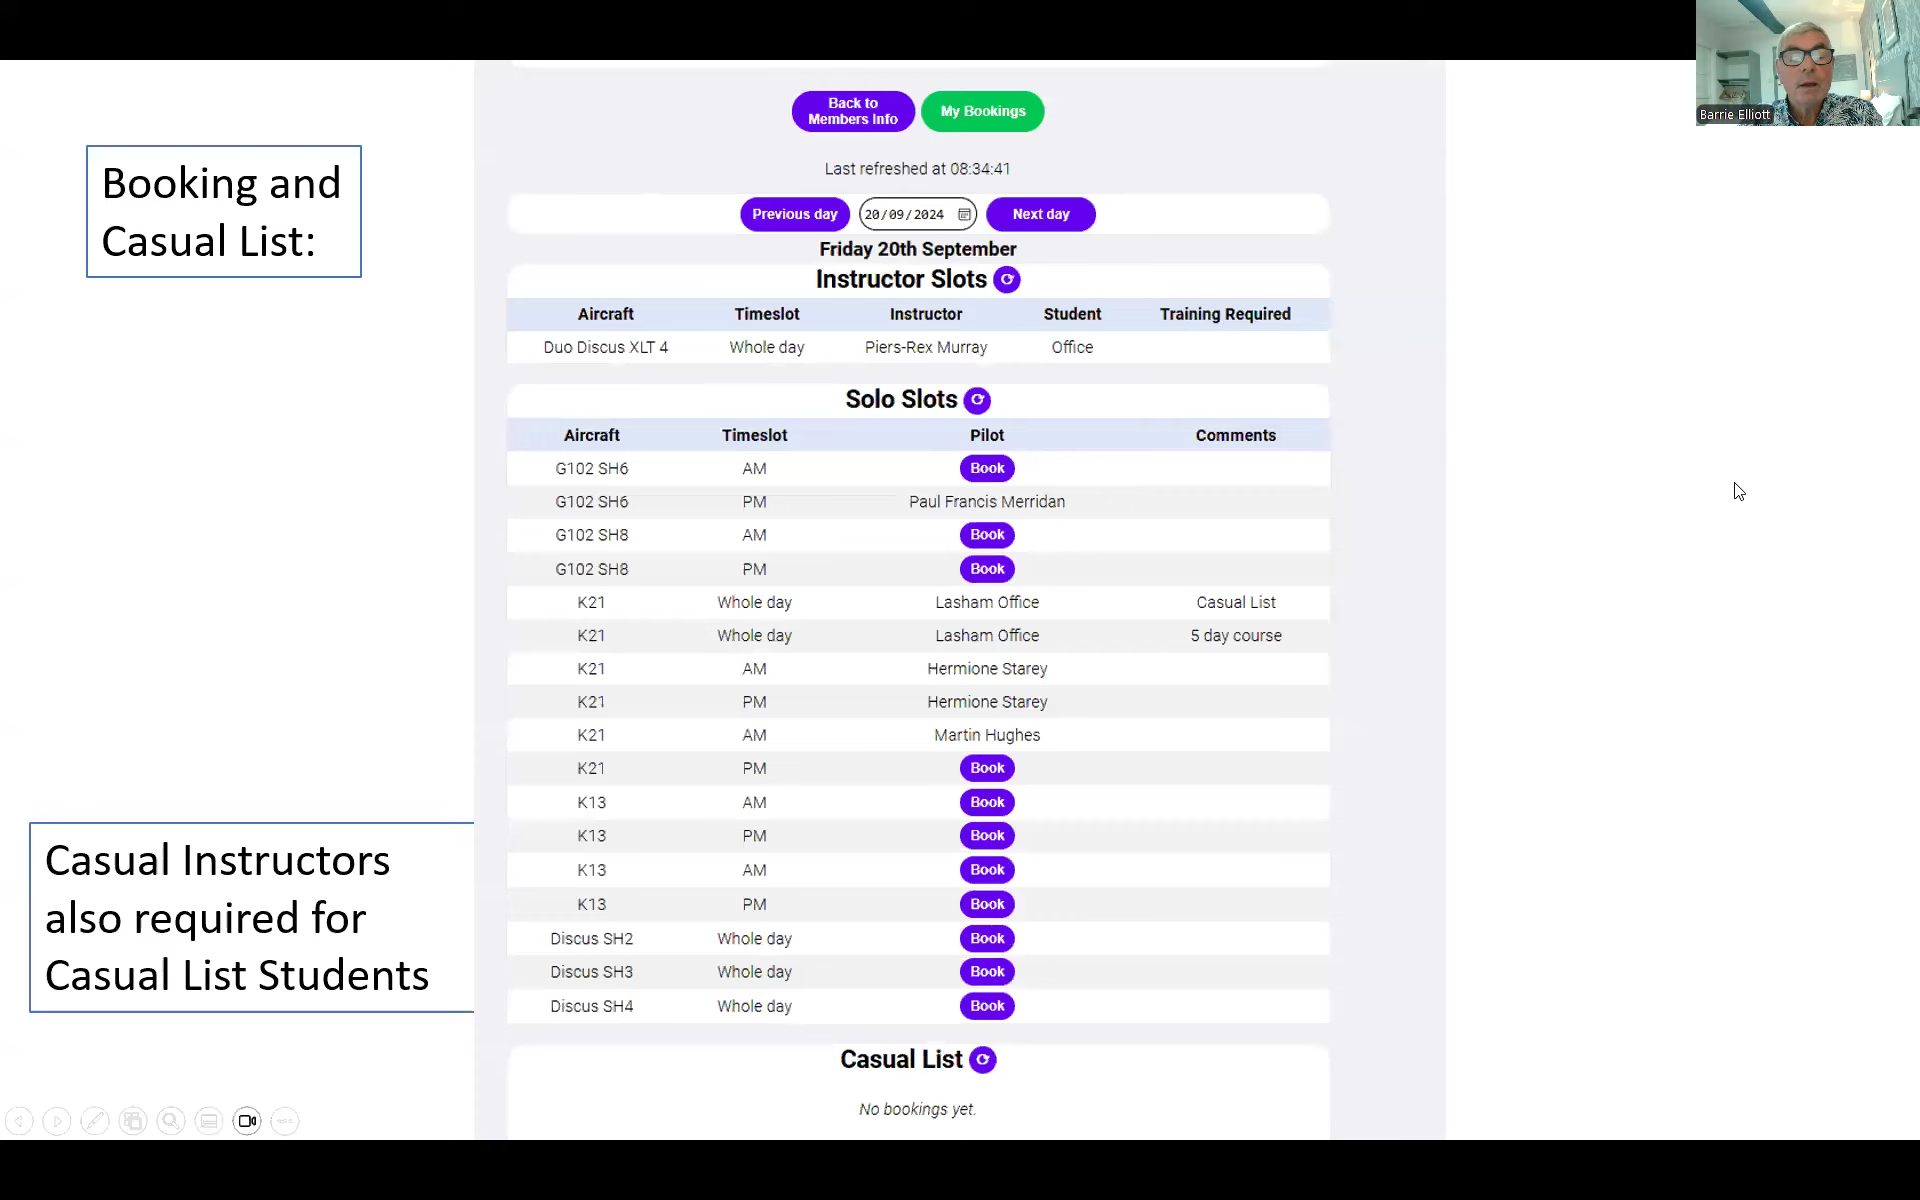 Barrie Elliott
Booking and
Casual List:
Back to
Members Info
My Bookings
Last refreshed at 08:34:41
Previous day
20/09/2024
Next day
Friday 20th September
Instructor Slots
Aircraft Timeslot Instructor Student Training Required
Duo Discus XLT 4 Whole day Piers-Rex Murray Office
Solo Slots
Aircraft Timeslot Pilot Comments
G102 SH6 AM Book
G102 SH6 PM Paul Francis Merridan
G102 SH8 AM Book
G102 SH8 PM Book
K21 Whole day Lasham Office Casual List
K21 Whole day Lasham Office 5 day course
K21 AM Hermione Starey
K21 PM Hermione Starey
K21 AM Martin Hughes
K21 PM Book
K13 AM Book
K13 PM Book
K13 AM Book
K13 PM Book
Discus SH2 Whole day Book
Discus SH3 Whole day Book
Discus SH4 Whole day Book
Casual List
No bookings yet.
Casual Instructors
also required for
Casual List Students